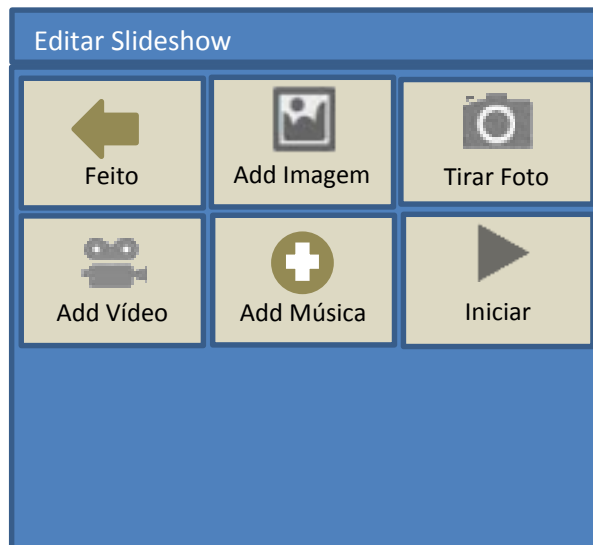 Editar Slideshow
Feito
Add Imagem
Tirar Foto
Add Vídeo
Add Música
Iniciar